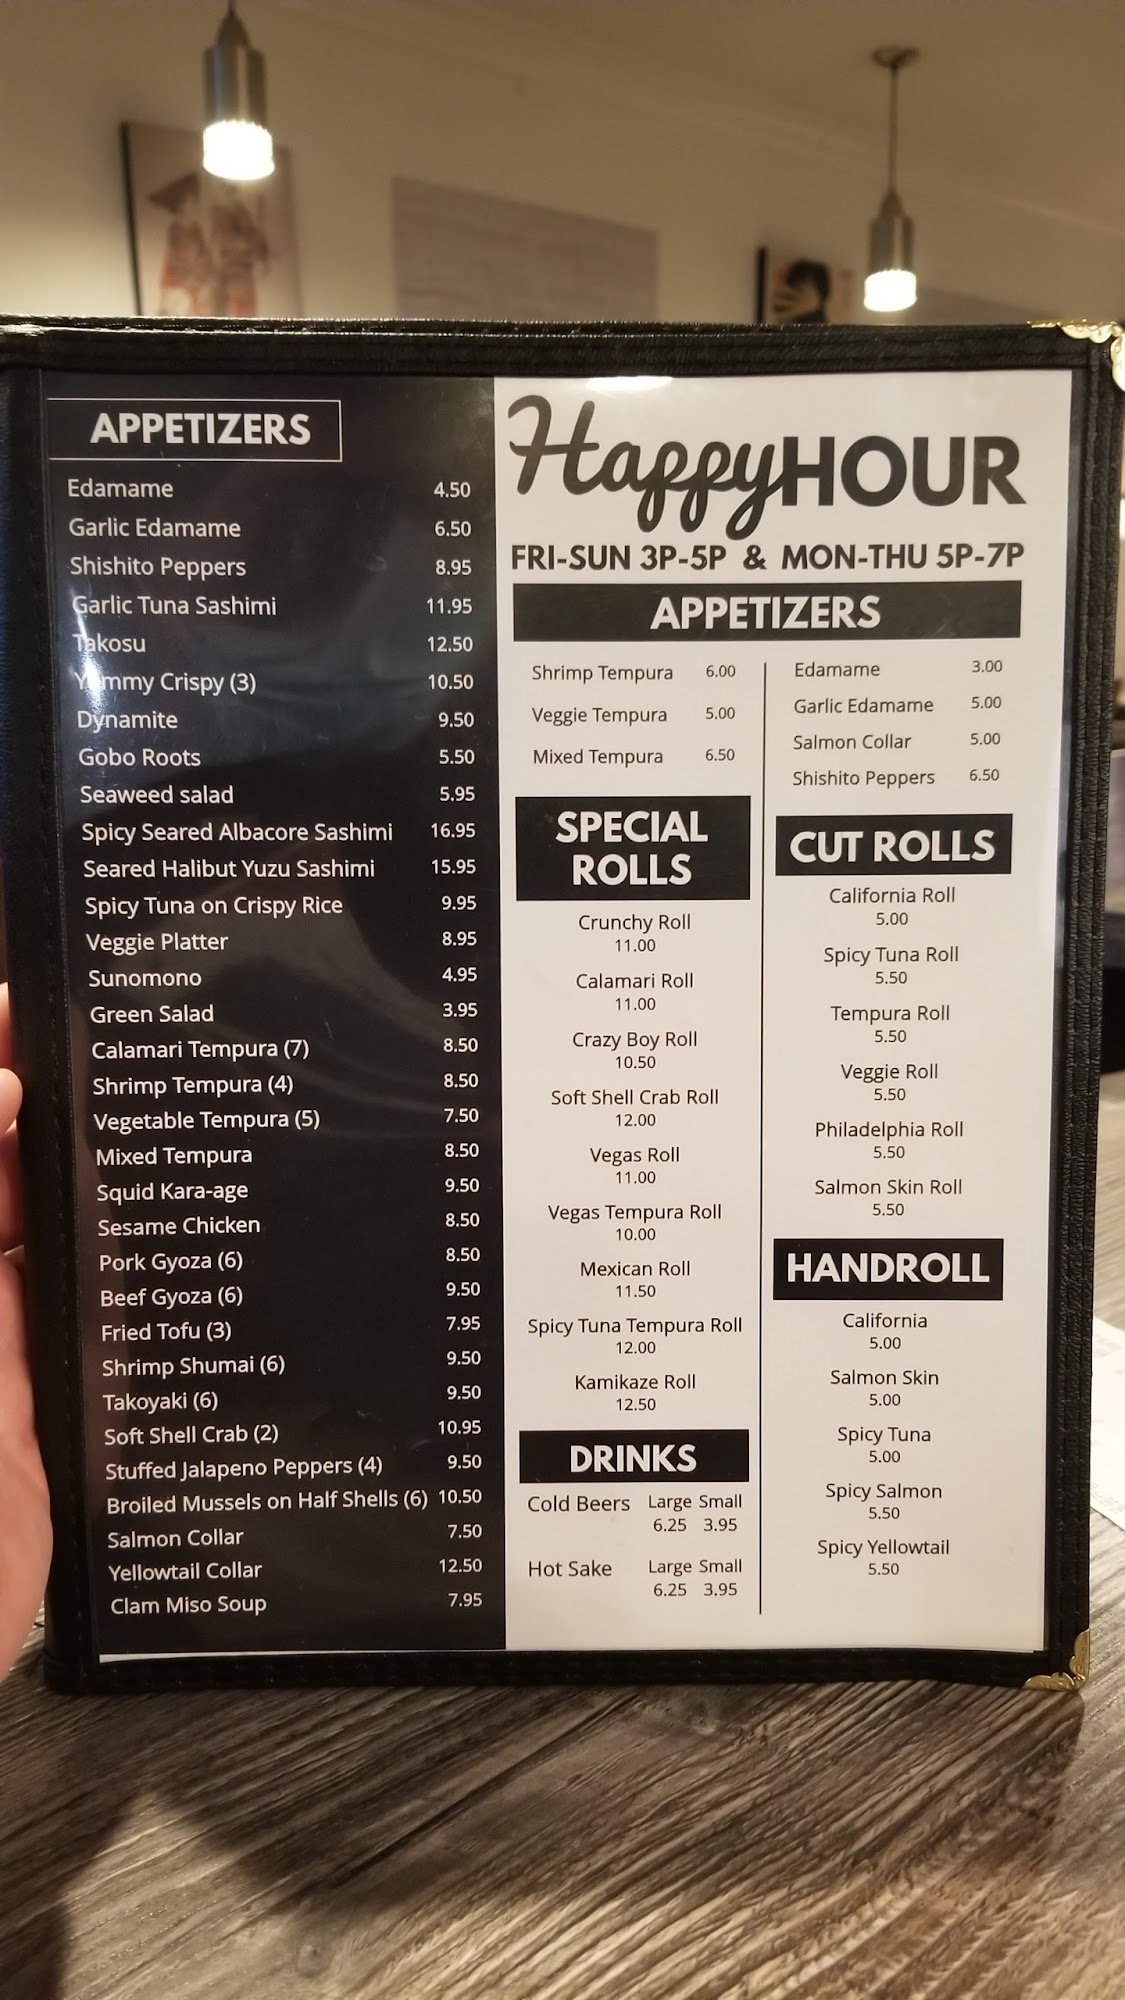 APPETIZERS
Edamame 4.50
Garlic Edamame 6.50
Shishito Peppers 8.95
Garlic Tuna Sashimi 11.95
Takosu 12.50
Yummy Crispy (3) 10.50
Dynamite 9.50
Gobo Roots 5.50
Seaweed salad 5.95
Spicy Seared Albacore Sashimi 16.95
Seared Halibut Yuzu Sashimi 15.95
Spicy Tuna on Crispy Rice 9.95
Veggie Platter 8.95
Sunomono 4.95
Green Salad 3.95
Calamari Tempura (7) 8.50
Shrimp Tempura (4) 8.50
Vegetable Tempura (5) 7.50
Mixed Tempura 8.50
Squid Kara-age 9.50
Sesame Chicken 8.50
Pork Gyoza (6) 8.50
Beef Gyoza (6) 9.50
Fried Tofu (3) 7.95
Shrimp Shumai (6) 9.50
Takoyaki (6) 9.50
Soft Shell Crab (2) 10.95
Stuffed Jalapeno Peppers (4) 9.50
Broiled Mussels on Half Shells (6) 10.50
Salmon Collar 7.50
Yellowtail Collar 12.50
Clam Miso Soup 7.95
Happy HOUR
FRI-SUN 3P-5P & MON-THU 5P-7P
APPETIZERS
Shrimp Tempura 6.00
Veggie Tempura 5.00
Mixed Tempura 6.50
Edamame 3.00
Garlic Edamame 5.00
Salmon Collar 5.00
Shishito Peppers 6.50
SPECIAL
ROLLS
Crunchy Roll
11.00
Calamari Roll
11.00
Crazy Boy Roll
10.50
Soft Shell Crab Roll
12.00
Vegas Roll
11.00
Vegas Tempura Roll
10.00
Mexican Roll
11.50
Spicy Tuna Tempura Roll
12.00
Kamikaze Roll
12.50
DRINKS
Cold Beers Large Small
6.25 3.95
Hot Sake Large Small
6.25 3.95
CUT ROLLS
California Roll
5.00
Spicy Tuna Roll
5.50
Tempura Roll
5.50
Veggie Roll
5.50
Philadelphia Roll
5.50
Salmon Skin Roll
5.50
HANDROLL
California
5.00
Salmon Skin
5.00
Spicy Tuna
5.00
Spicy Salmon
5.50
Spicy Yellowtail
5.50